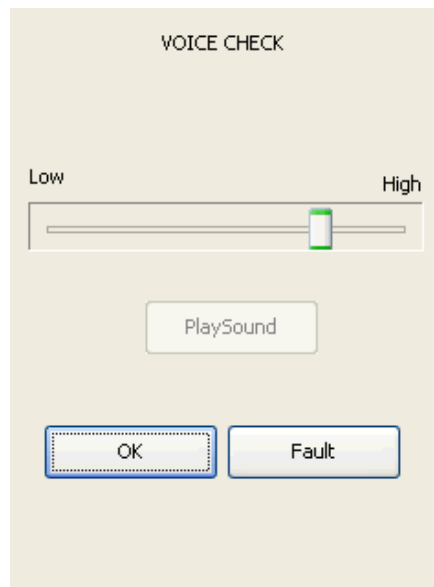 VOICE CHECK
Low
High
PlaySound
OK
Fault